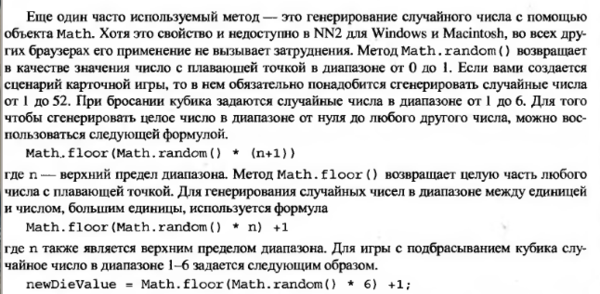 Еще один часто используемый метод — это генерирование случайного числа с помощью
объекта Math. Хотя это свойство и недоступно в NN2 для Windows и Macintosh, во всех дру-
гих браузерах его применение не вызывает затруднения. Метод Math.random() возвращает
в качестве значения число с плавающей точкой в диапазоне от 0 до 1. Если вами создается
сценарий карточной игры, то в нем обязательно понадобится сгенерировать случайные числа
от 1 до 52. При бросании кубика задаются случайные числа в диапазоне от 1 до 6. Для того
чтобы сгенерировать целое число в диапазоне от нуля до любого другого числа, можно вос-
пользоваться следующей формулой.
Math.floor(Math.random() * (n+1))
где n — верхний предел диапазона. Метод Math.floor() возвращает целую часть любого
числа с плавающей точкой. Для генерирования случайных чисел в диапазоне между единицей
и числом, большим единицы, используется формула
Math.floor(Math.random() * n) +1
где n также является верхним пределом диапазона. Для игры с подбрасыванием кубика слу-
чайное число в диапазоне 1–6 задается следующим образом.
newDieValue = Math.floor(Math.random() * 6) +1;